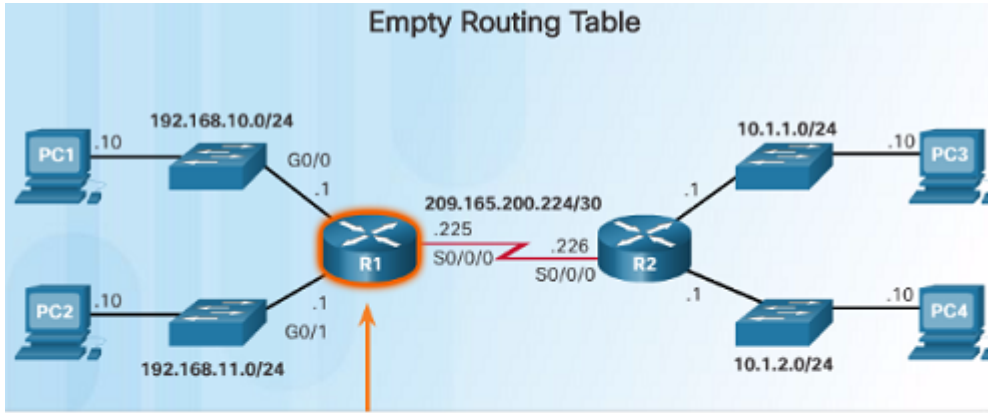 Empty Routing Table
192.168.10.0/24
10.1.1.0/24
PC1
.10
G0/0
.1
.10
PC3
.1
209.165.200.224/30
.225
S0/0/0
.226
S0/0/0
R1
R2
PC2
.10
.1
G0/1
.1
.10
PC4
192.168.11.0/24
10.1.2.0/24